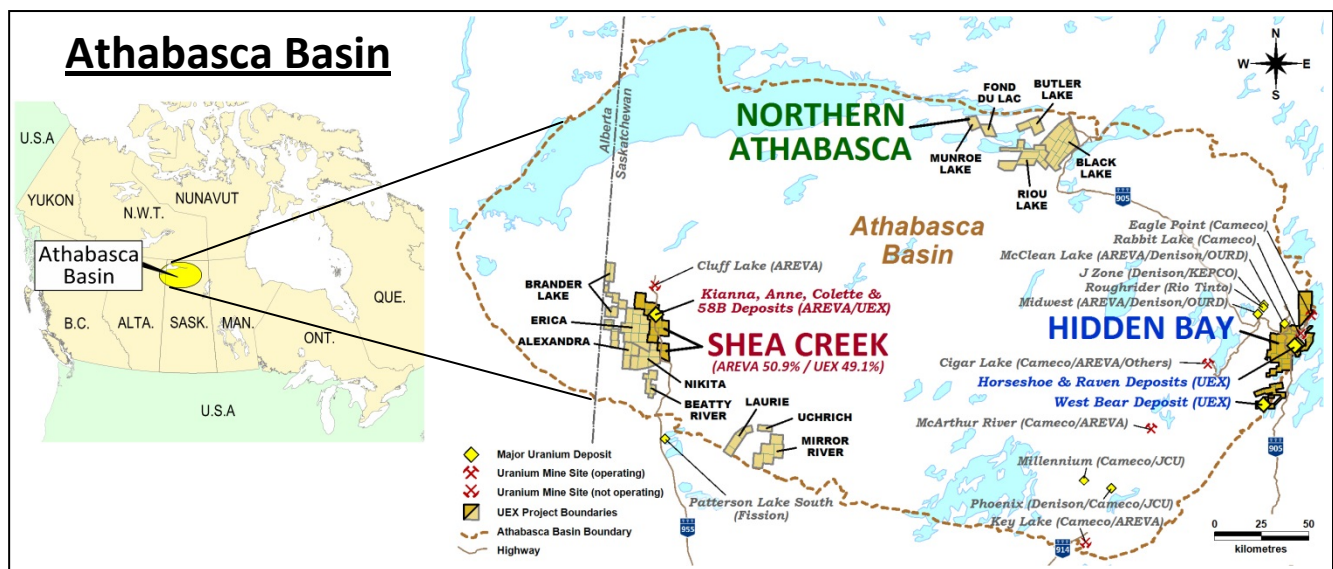 Athabasca Basin
U.S.A
YUKON
N.W.T.
NUNAVUT
Athabasca
Basin
B.C.
ALTA.
SASK.
MAN.
ONT.
QUE.
U.S.A
Alberta
Saskatchewan
N
W
E
S
NORTHERN
ATHABASCA
FOND
DU LAC
BUTLER
LAKE
MUNROE
LAKE
RIOU
LAKE
BLACK
LAKE
905
Athabasca
Basin
Eagle Point (Cameco)
Rabbit Lake (Cameco)
McClean Lake (AREVA/Denison/OURD)
J Zone (Denison/KEPCO)
Roughrider (Rio Tinto)
Midwest (AREVA/Denison/OURD)
HIDDEN BAY
Cigar Lake (Cameco/AREVA/Others)
Horseshoe & Raven Deposits (UEX)
West Bear Deposit (UEX)
McArthur River (Cameco/AREVA)
905
Millennium (Cameco/JCU)
Phoenix (Denison/Cameco/JCU)
Key Lake (Cameco/AREVA)
914
BRANDER
LAKE
Cluff Lake (AREVA)
Kianna, Anne, Colette &
58B Deposits (AREVA/UEX)
ERICA
ALEXANDRA
SHEA CREEK
(AREVA 50.9% / UEX 49.1%)
NIKITA
BEATTY
RIVER
LAURIE
UCHRICH
MIRROR
RIVER
Patterson Lake South
(Fission)
955
Major Uranium Deposit
Uranium Mine Site (operating)
Uranium Mine Site (not operating)
UEX Project Boundaries
Athabasca Basin Boundary
Highway
0 25 50
kilometres